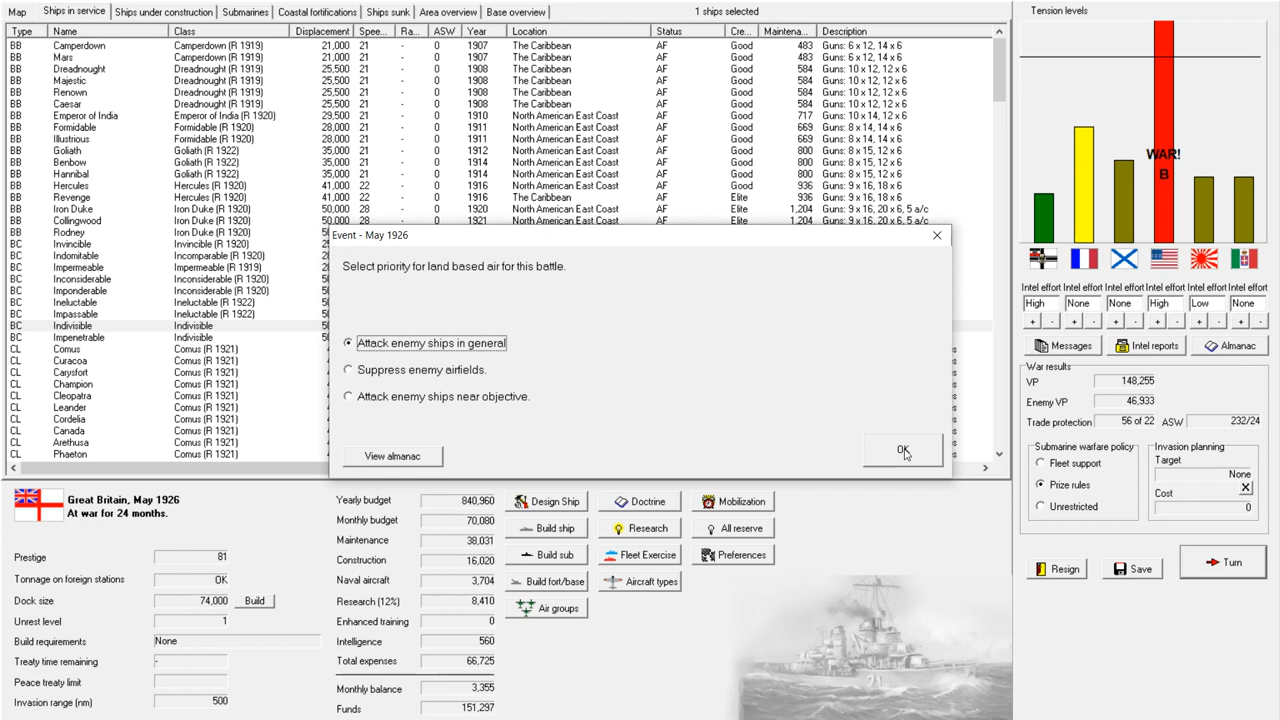 Map Ships in service Ships under construction Submarines Coastal fortifications Ships sunk Area overview Base overview 1 ships selected
Type Name Class Displacement Spee... Ra... ASW Year Location Status Cre... Maintena... Description
BB Camperdown Camperdown (R 1919) 21,000 21 - 0 1907 The Caribbean AF Good 483 Guns: 6 x 12, 14 x 6
BB Mars Camperdown (R 1919) 21,000 21 - 0 1907 The Caribbean AF Good 483 Guns: 6 x 12, 14 x 6
BB Dreadnought Dreadnought (R 1919) 25,500 21 - 0 1908 The Caribbean AF Good 584 Guns: 10 x 12, 12 x 6
BB Majestic Dreadnought (R 1919) 25,500 21 - 0 1908 The Caribbean AF Good 584 Guns: 10 x 12, 12 x 6
BB Renown Dreadnought (R 1919) 25,500 21 - 0 1908 The Caribbean AF Good 584 Guns: 10 x 12, 12 x 6
BB Caesar Dreadnought (R 1919) 25,500 21 - 0 1908 The Caribbean AF Good 584 Guns: 10 x 12, 12 x 6
BB Emperor of India Emperor of India (R 1920) 29,500 21 - 0 1910 North American East Coast AF Good 717 Guns: 10 x 12, 14 x 6
BB Formidable Formidable (R 1920) 28,000 21 - 0 1911 North American East Coast AF Good 669 Guns: 8 x 14, 14 x 6
BB Illustrious Formidable (R 1920) 28,000 21 - 0 1911 North American East Coast AF Good 669 Guns: 8 x 14, 14 x 6
BB Goliath Goliath (R 1922) 35,000 21 - 0 1912 North American East Coast AF Good 800 Guns: 8 x 15, 12 x 6
BB Benbow Goliath (R 1922) 35,000 21 - 0 1914 North American East Coast AF Good 800 Guns: 8 x 15, 12 x 6
BB Hannibal Goliath (R 1922) 35,000 21 - 0 1914 North American East Coast AF Good 800 Guns: 8 x 15, 12 x 6
BB Hercules Hercules (R 1920) 41,000 22 - 0 1916 North American East Coast AF Good 936 Guns: 9 x 16, 18 x 6
BB Revenge Hercules (R 1920) 41,000 22 - 0 1916 The Caribbean AF Elite 936 Guns: 9 x 16, 18 x 6
BB Iron Duke Iron Duke (R 1920) 50,000 28 - 0 1920 North American East Coast AF Elite 1,204 Guns: 9 x 16, 20 x 6, 5 a/c
BB Collingwood Iron Duke (R 1920) 50,000 28 - 0 1921 North American East Coast AF Elite 1,204 Guns: 9 x 16, 20 x 6, 5 a/c
BB Rodney Iron Duke (R 1920)
BC Invincible Invincible (R 1920)
BC Indomitable Incomparable (R 1920)
BC Impermeable Impermeable (R 1919)
BC Inconsiderable Inconsiderable (R 1920)
BC Imponderable Inconsiderable (R 1920)
BC Ineluctable Ineluctable (R 1922)
BC Impassable Ineluctable (R 1922)
BC Indivisible Indivisible
BC Impenetrable Indivisible
CL Comus Comus (R 1921)
CL Curacoa Comus (R 1921)
CL Carysfort Comus (R 1921)
CL Champion Comus (R 1921)
CL Cleopatra Comus (R 1921)
CL Leander Comus (R 1921)
CL Cordelia Comus (R 1921)
CL Canada Comus (R 1921)
CL Arethusa Comus (R 1921)
CL Phaeton Comus (R 1921)
Event - May 1926
Select priority for land based air for this battle.
Attack enemy ships in general
Suppress enemy airfields.
Attack enemy ships near objective.
View almanac OK
Tension levels
WAR!
B
Intel effort Intel effort Intel effort Intel effort Intel effort Intel effort
High None None High Low None
+ - + - + - + - + - + -
Messages Intel reports Almanac
War results
VP 148,255
Enemy VP 46,933
Trade protection 56 of 22 ASW 232/24
Submarine warfare policy
Fleet support
Prize rules
Unrestricted
Invasion planning
Target
None
Cost X
0
Resign Save Turn
Great Britain, May 1926
At war for 24 months.
Prestige 81
Tonnage on foreign stations OK
Dock size 74,000 Build
Unrest level 1
Build requirements None
Treaty time remaining -
Peace treaty limit
Invasion range (nm) 500
Yearly budget 840,960
Monthly budget 70,080
Maintenance 38,031
Construction 16,020
Naval aircraft 3,704
Research (12%) 8,410
Enhanced training 0
Intelligence 560
Total expenses 66,725
Monthly balance 3,355
Funds 151,297
Design Ship Doctrine Mobilization
Build ship Research All reserve
Build sub Fleet Exercise Preferences
Build fort/base Aircraft types
Air groups